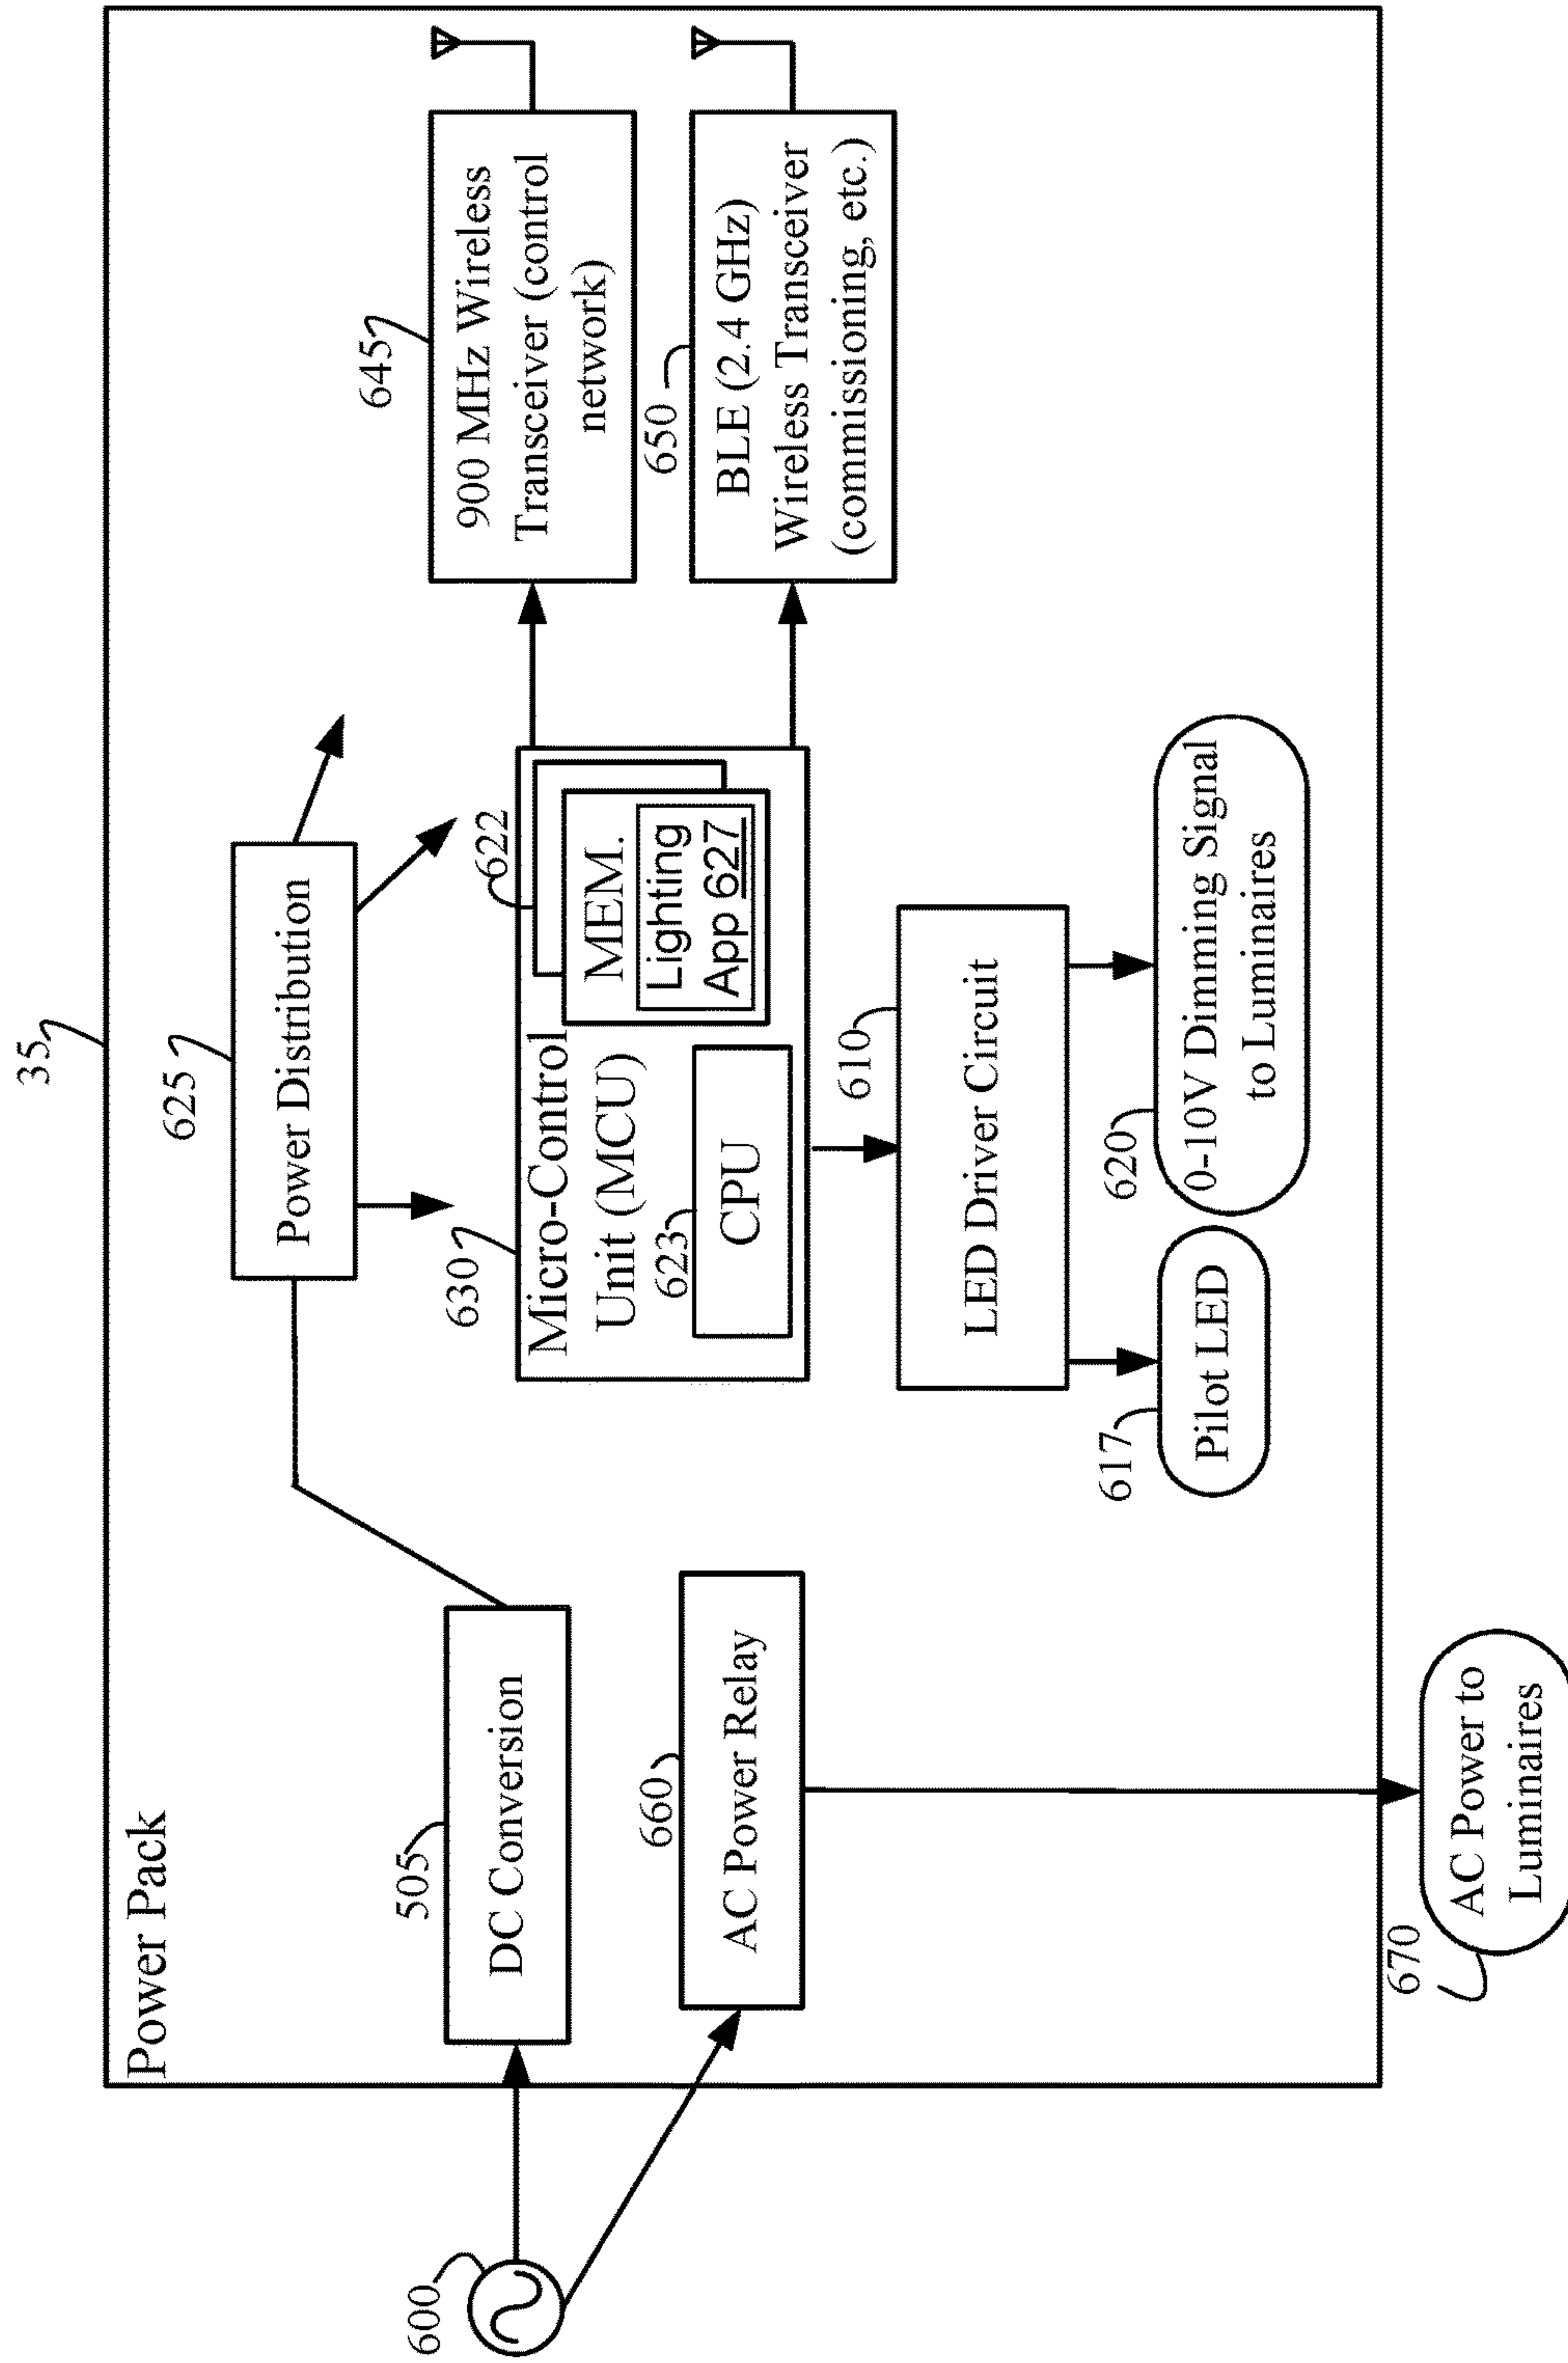 35
Power Pack
625
Power Distribution
645
900 MHz Wireless
Transceiver (control
network)
505
DC Conversion
600
630
Micro-Control
Unit (MCU)
622
MEM.
Lighting
App 627
623
CPU
650
BLE (2.4 GHz)
Wireless Transceiver
(commissioning, etc.)
660
AC Power Relay
610
LED Driver Circuit
617
Pilot LED
620
0-10V Dimming Signal
to Luminaires
670
AC Power to
Luminaires